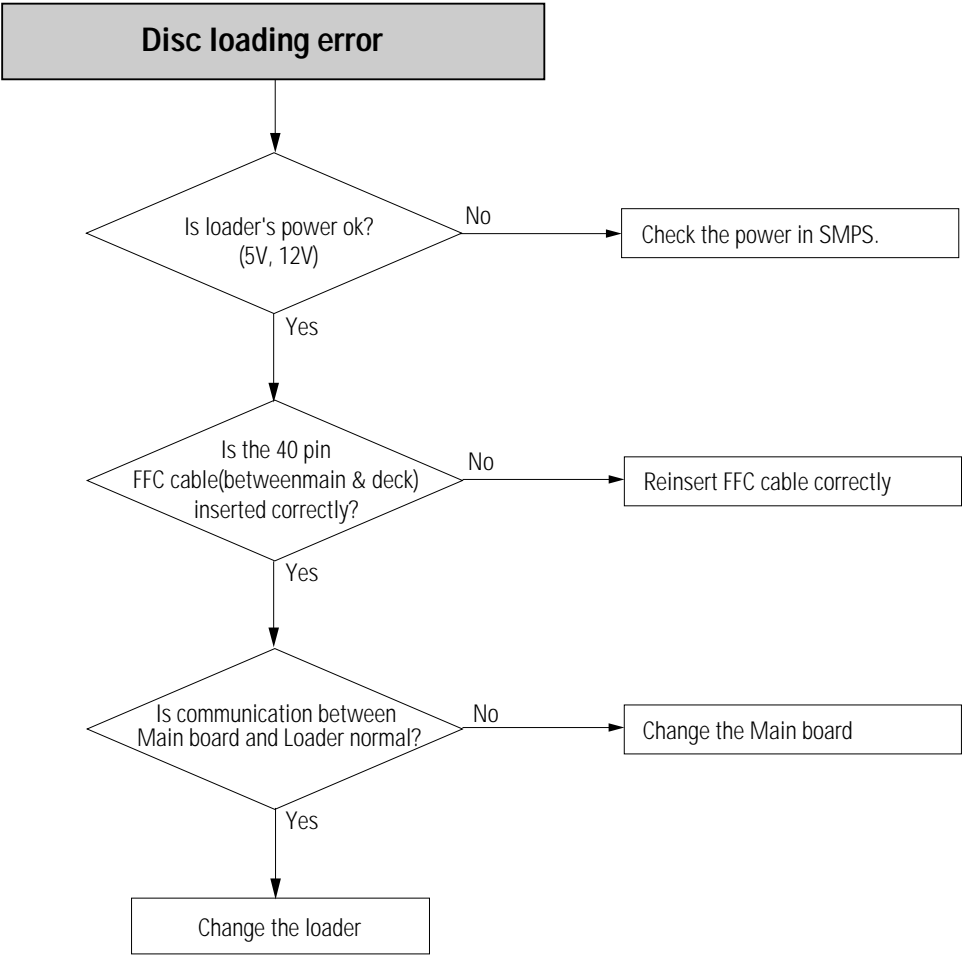 Disc loading error
Is loader's power ok?
(5V, 12V)
No
Check the power in SMPS.
Yes
Is the 40 pin
FFC cable(betweenmain & deck)
inserted correctly?
No
Reinsert FFC cable correctly
Yes
Is communication between
Main board and Loader normal?
No
Change the Main board
Yes
Change the loader